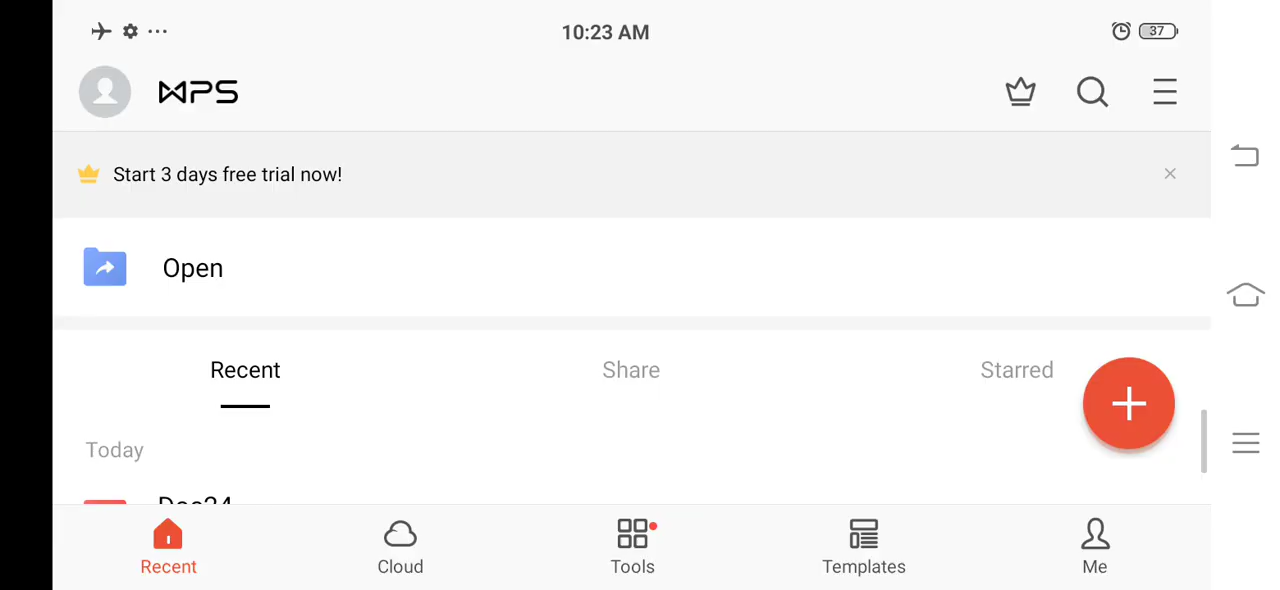 10:23 AM
37
WPS
Start 3 days free trial now!
Open
Recent
Share
Starred
Today
Doc24
Recent
Cloud
Tools
Templates
Me